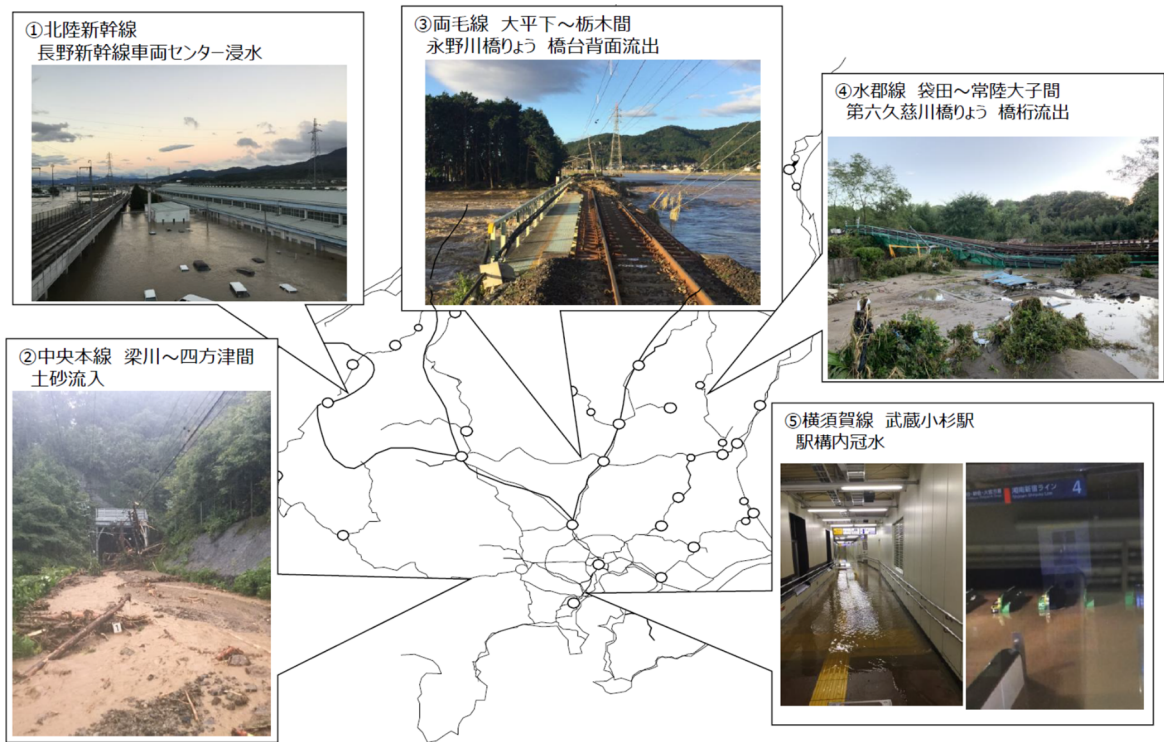 ①北陸新幹線
長野新幹線車両センター浸水
③両毛線 大平下～栃木間
永野川橋りょう 橋台背面流出
④水郡線 袋田～常陸大子間
第六久慈川橋りょう 橋桁流出
②中央本線 梁川～四方津間
土砂流入
⑤横須賀線 武蔵小杉駅
駅構内冠水
湘南新宿ライン 4